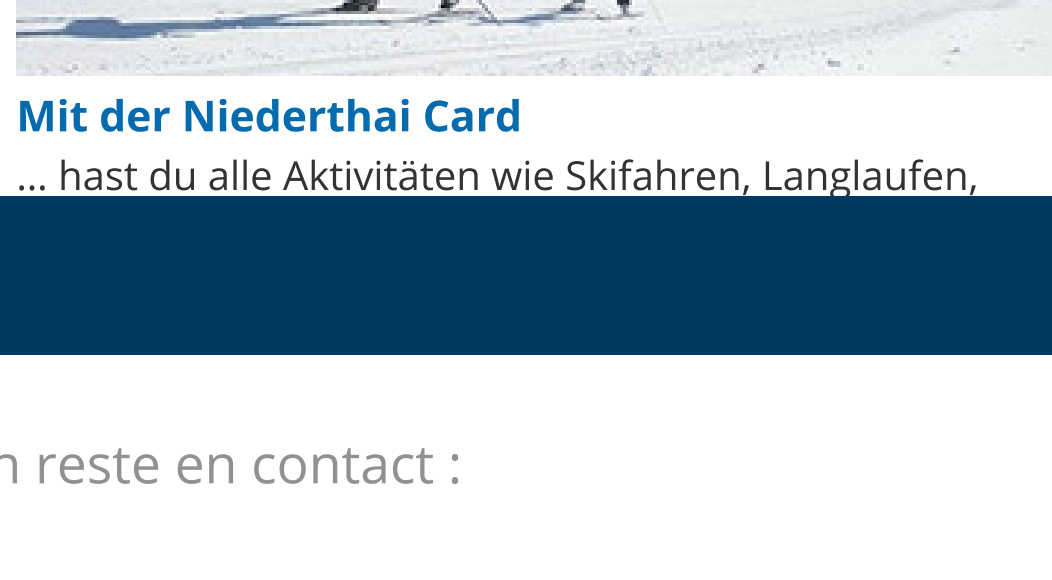 Mit der Niederthai Card
... hast du alle Aktivitäten wie Skifahren, Langlaufen,
reste en contact :